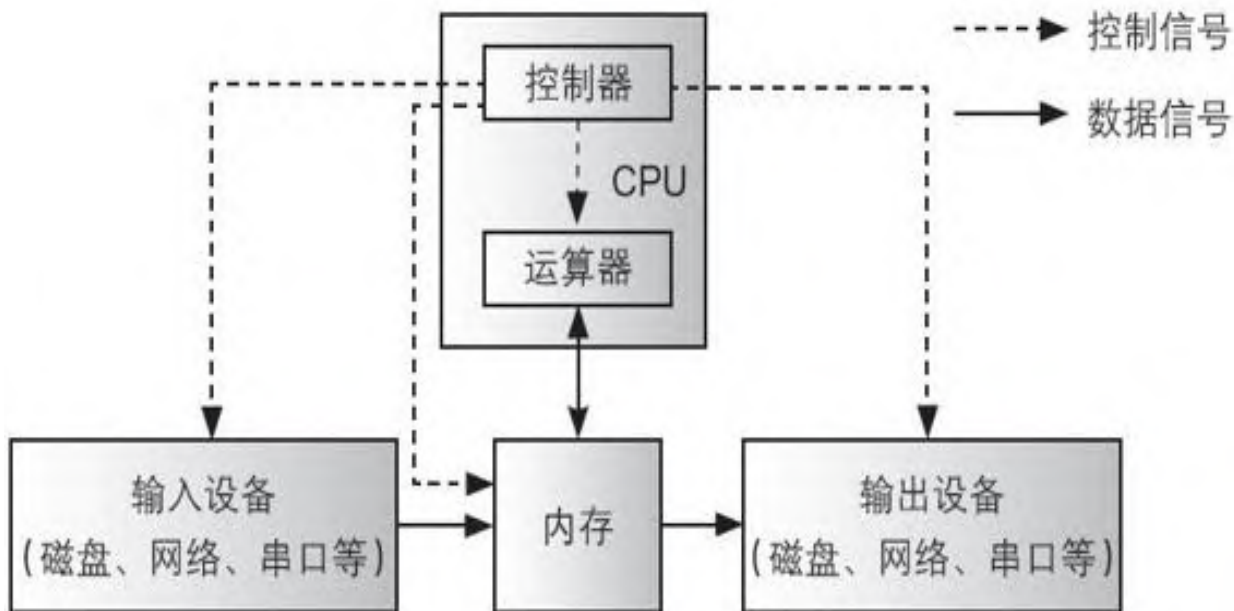 控制信号
控制器
数据信号
CPU
运算器
输入设备
(磁盘、网络、串口等)
内存
输出设备
(磁盘、网络、串口等)